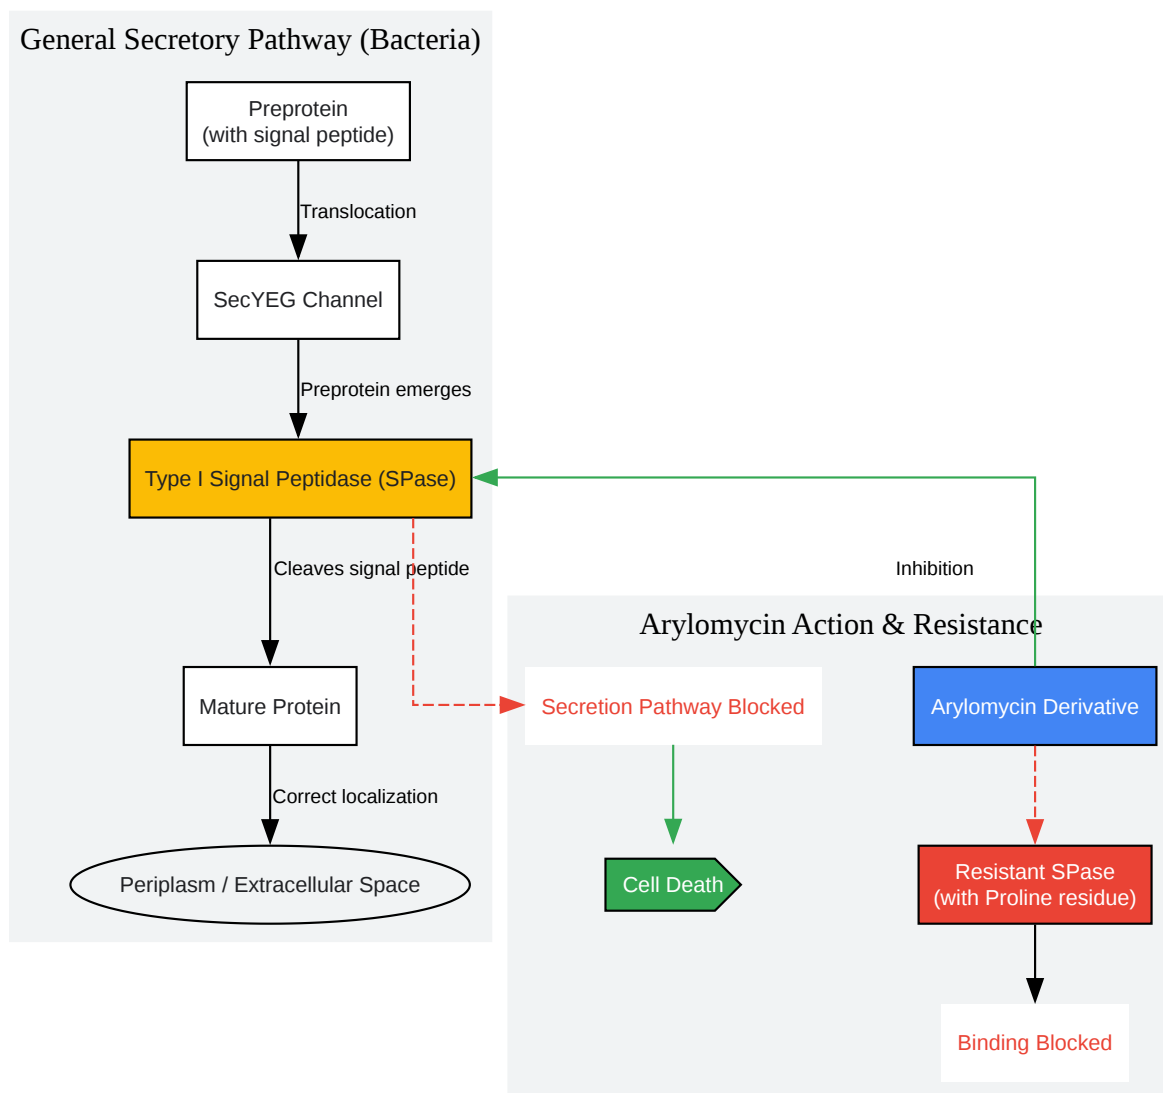 General Secretory Pathway (Bacteria)
Preprotein
(with signal peptide)
Translocation
SecYEG Channel
Preprotein emerges
Type I Signal Peptidase (SPase)
Cleaves signal peptide
Mature Protein
Correct localization
Periplasm / Extracellular Space
Inhibition
Arylomycin Action & Resistance
Secretion Pathway Blocked
Arylomycin Derivative
Cell Death
Resistant SPase
(with Proline residue)
Binding Blocked